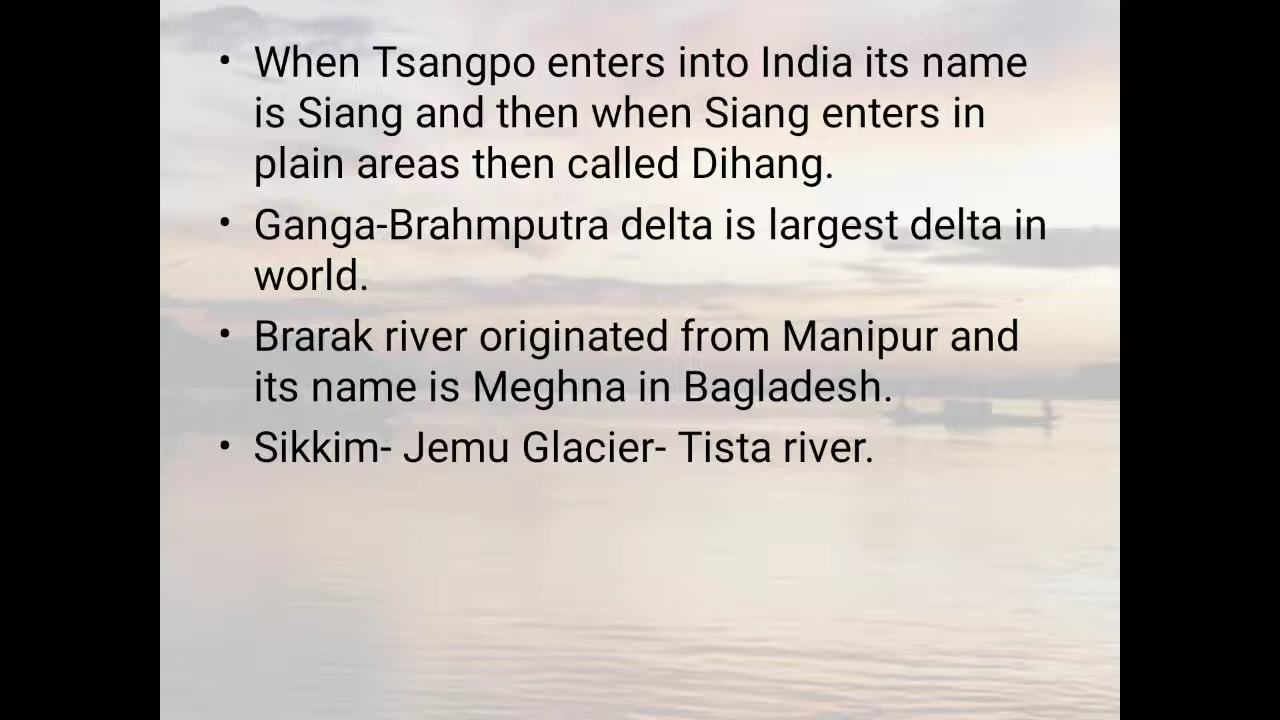 • When Tsangpo enters into India its name
is Siang and then when Siang enters in
plain areas then called Dihang.
• Ganga-Brahmputra delta is largest delta in
world.
• Brarak river originated from Manipur and
its name is Meghna in Bagladesh.
• Sikkim- Jemu Glacier- Tista river.